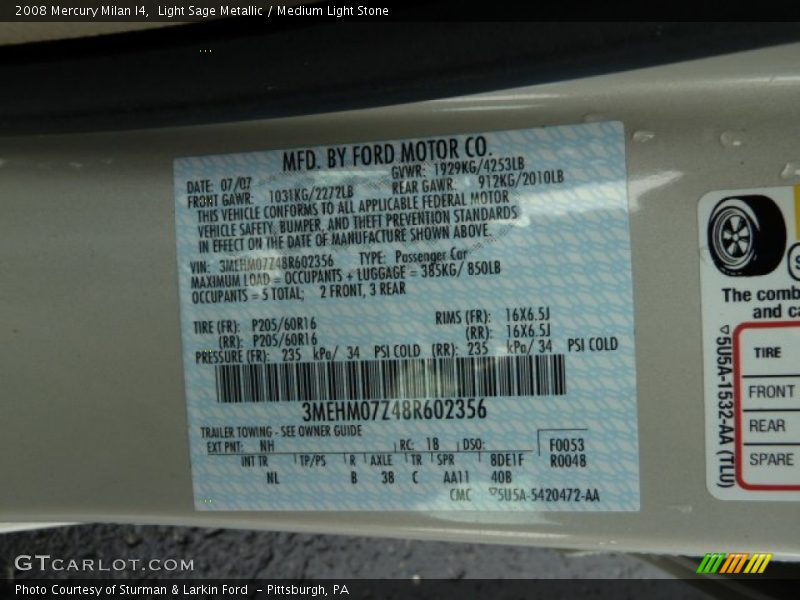 2008 Mercury Milan I4,  Light Sage Metallic / Medium Light Stone
MFD. BY FORD MOTOR CO.
DATE: 07/07 GVWR: 1929KG/4253LB
FRONT GAWR: 1031KG/2272LB REAR GAWR: 912KG/2010LB
THIS VEHICLE CONFORMS TO ALL APPLICABLE FEDERAL MOTOR
VEHICLE SAFETY, BUMPER, AND THEFT PREVENTION STANDARDS
IN EFFECT ON THE DATE OF MANUFACTURE SHOWN ABOVE.
VIN: 3MEHM07Z48R602356 TYPE: Passenger Car
MAXIMUM LOAD = OCCUPANTS + LUGGAGE = 385KG/ 850LB
OCCUPANTS = 5 TOTAL; 2 FRONT, 3 REAR
TIRE (FR): P205/60R16 RIMS (FR): 16X6.5J
(RR): P205/60R16 (RR): 16X6.5J
PRESSURE (FR): 235 kPa/ 34 PSI COLD (RR): 235 kPa/ 34 PSI COLD
3MEHM07Z48R602356
TRAILER TOWING - SEE OWNER GUIDE
EXT PNT: NH RC: 18 DSO: F0053
INT TR TP/PS R AXLE TR SPR 8DE1F R0048
NL B 38 C AA11 40B
CMC ▽5U5A-5420472-AA
The comb
and ca
TIRE
FRONT
REAR
SPARE
▽5U5A-1532-AA (TLU)
GTCARLOT.COM
Photo Courtesy of Sturman & Larkin Ford  - Pittsburgh, PA